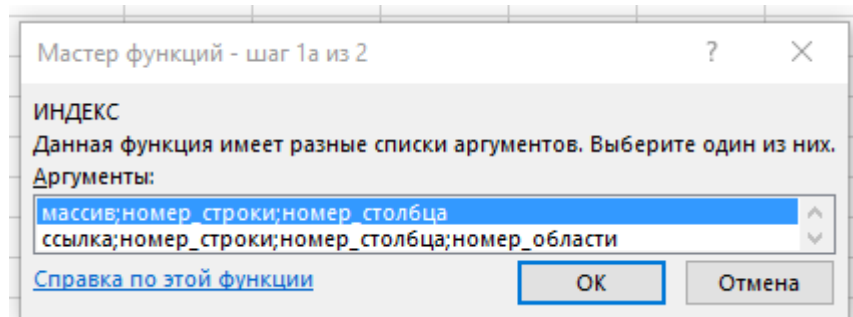 Мастер функций - шаг 1а из 2 ?
ИНДЕКС
Данная функция имеет разные списки аргументов. Выберите один из них.
Аргументы:
массив;номер_строки;номер_столбца
ссылка;номер_строки;номер_столбца;номер_области
Справка по этой функции ОК Отмена